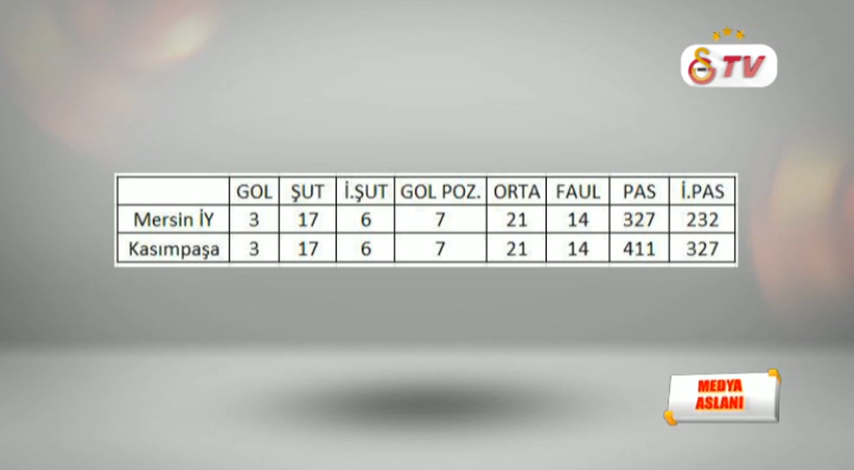 TV
GOL ŞUT İ.ŞUT GOL POZ. ORTA FAUL PAS İ.PAS
Mersin İY 3 17 6 7 21 14 327 232
Kasımpaşa 3 17 6 7 21 14 411 327
MEDYA
ASLANI